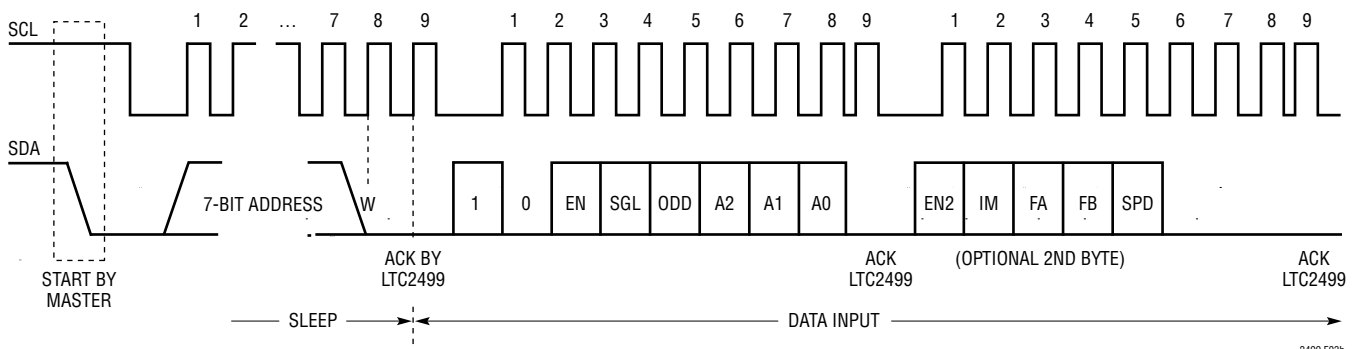 1 2 ... 7 8 9 1 2 3 4 5 6 7 8 9 1 2 3 4 5 6 7 8 9
SCL
SDA
7-BIT ADDRESS W 1 0 EN SGL ODD A2 A1 A0 EN2 IM FA FB SPD
START BY
MASTER
ACK BY
LTC2499
ACK
LTC2499
(OPTIONAL 2ND BYTE)
ACK
LTC2499
SLEEP DATA INPUT